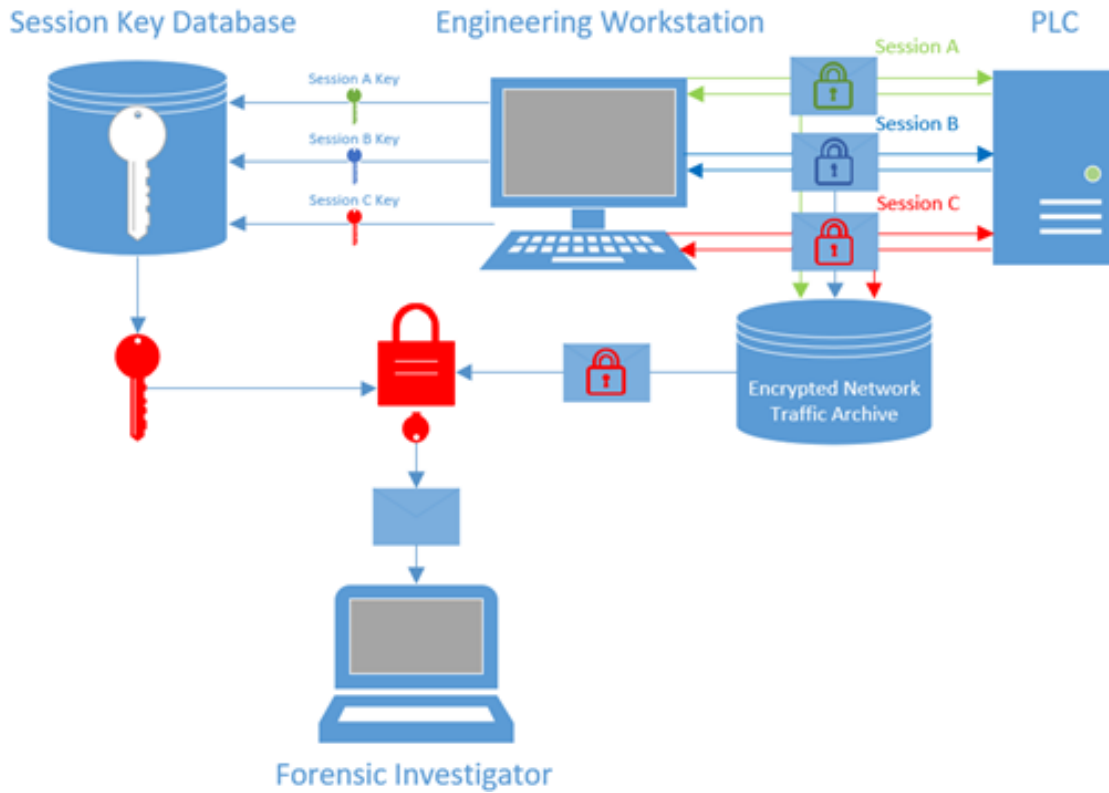 Session Key Database
Engineering Workstation
PLC
Session A
Session A Key
Session B
Session B Key
Session C Key
Session C
Encrypted Network
Traffic Archive
Forensic Investigator